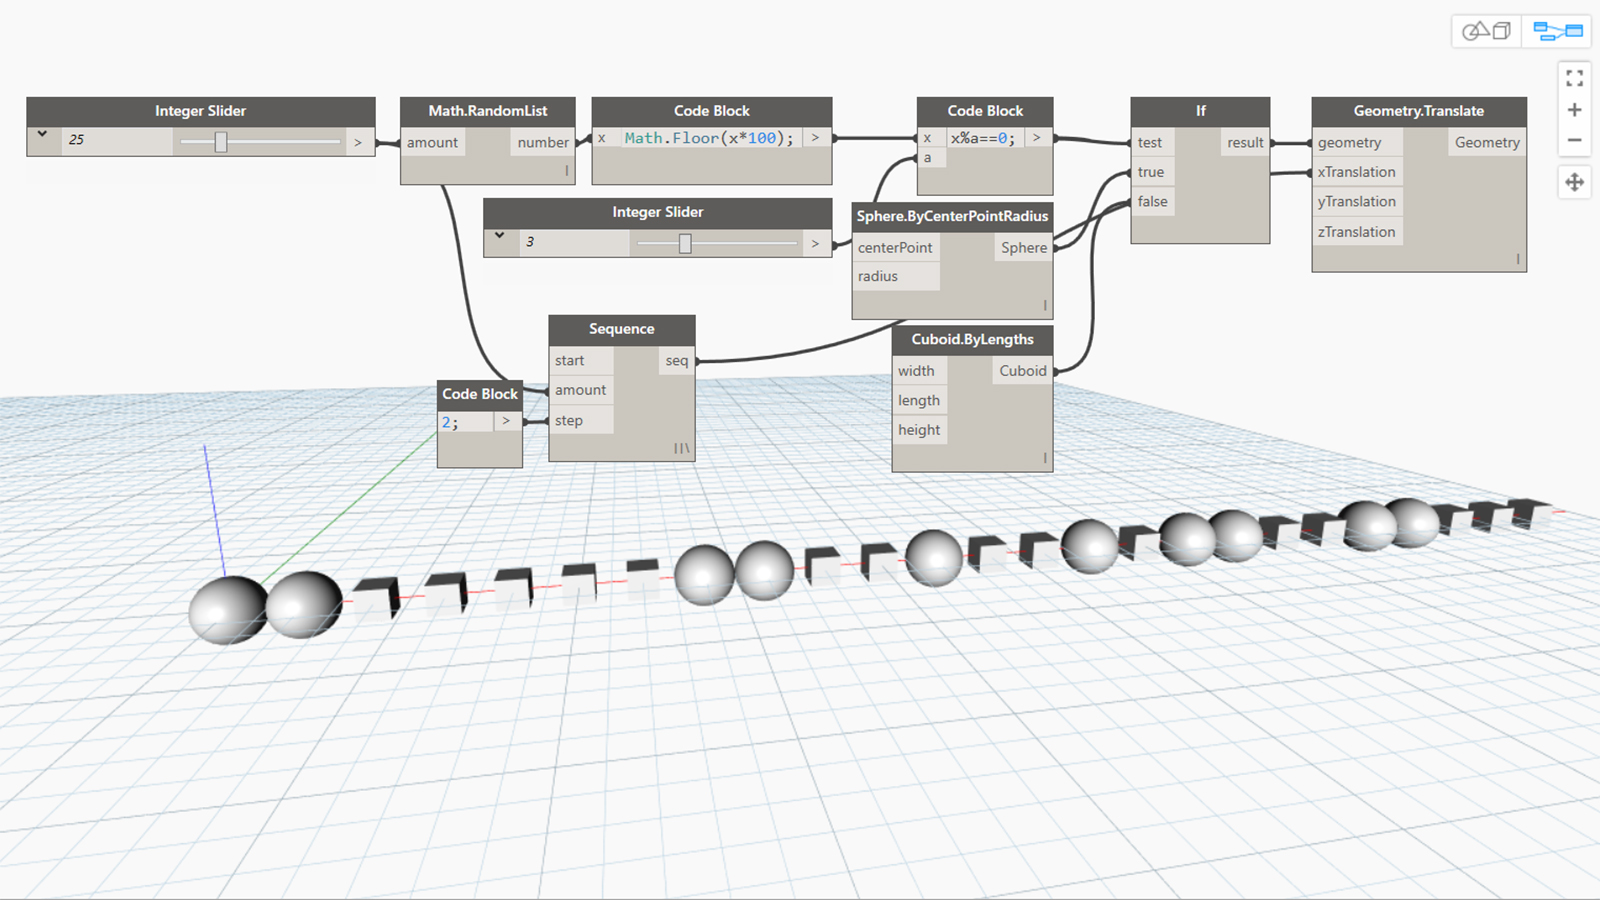 Integer Slider
25
>
Math.RandomList
amount
number
Code Block
x
Math.Floor(x*100);
>
Code Block
x
x%a==0;
>
a
If
test
result
true
false
Geometry.Translate
geometry
Geometry
xTranslation
yTranslation
zTranslation
Integer Slider
3
>
Sphere.ByCenterPointRadius
centerPoint
Sphere
radius
Sequence
start
seq
amount
step
Code Block
2;
>
Cuboid.ByLengths
width
Cuboid
length
height